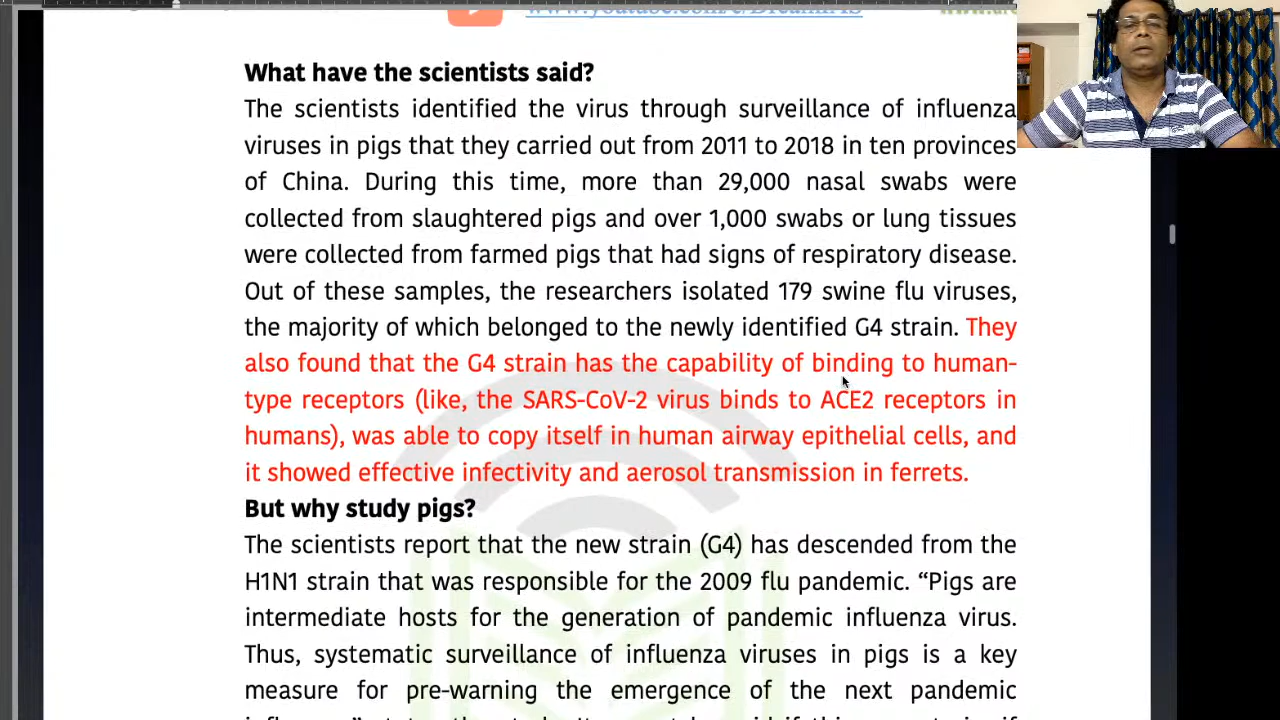 What have the scientists said?
The scientists identified the virus through surveillance of influenza
viruses in pigs that they carried out from 2011 to 2018 in ten provinces
of China. During this time, more than 29,000 nasal swabs were
collected from slaughtered pigs and over 1,000 swabs or lung tissues
were collected from farmed pigs that had signs of respiratory disease.
Out of these samples, the researchers isolated 179 swine flu viruses,
the majority of which belonged to the newly identified G4 strain. They
also found that the G4 strain has the capability of binding to human-
type receptors (like, the SARS-CoV-2 virus binds to ACE2 receptors in
humans), was able to copy itself in human airway epithelial cells, and
it showed effective infectivity and aerosol transmission in ferrets.
But why study pigs?
The scientists report that the new strain (G4) has descended from the
H1N1 strain that was responsible for the 2009 flu pandemic. “Pigs are
intermediate hosts for the generation of pandemic influenza virus.
Thus, systematic surveillance of influenza viruses in pigs is a key
measure for pre-warning the emergence of the next pandemic